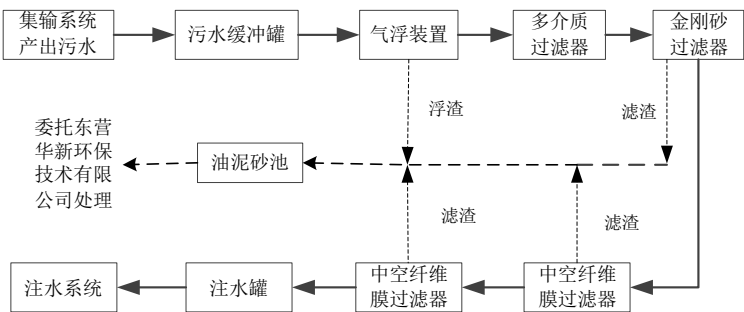 集输系统
产出污水
污水缓冲罐
气浮装置
多介质
过滤器
金刚砂
过滤器
浮渣
滤渣
委托东营
华新环保
技术有限
公司处理
油泥砂池
滤渣
滤渣
注水系统
注水罐
中空纤维
膜过滤器
中空纤维
膜过滤器